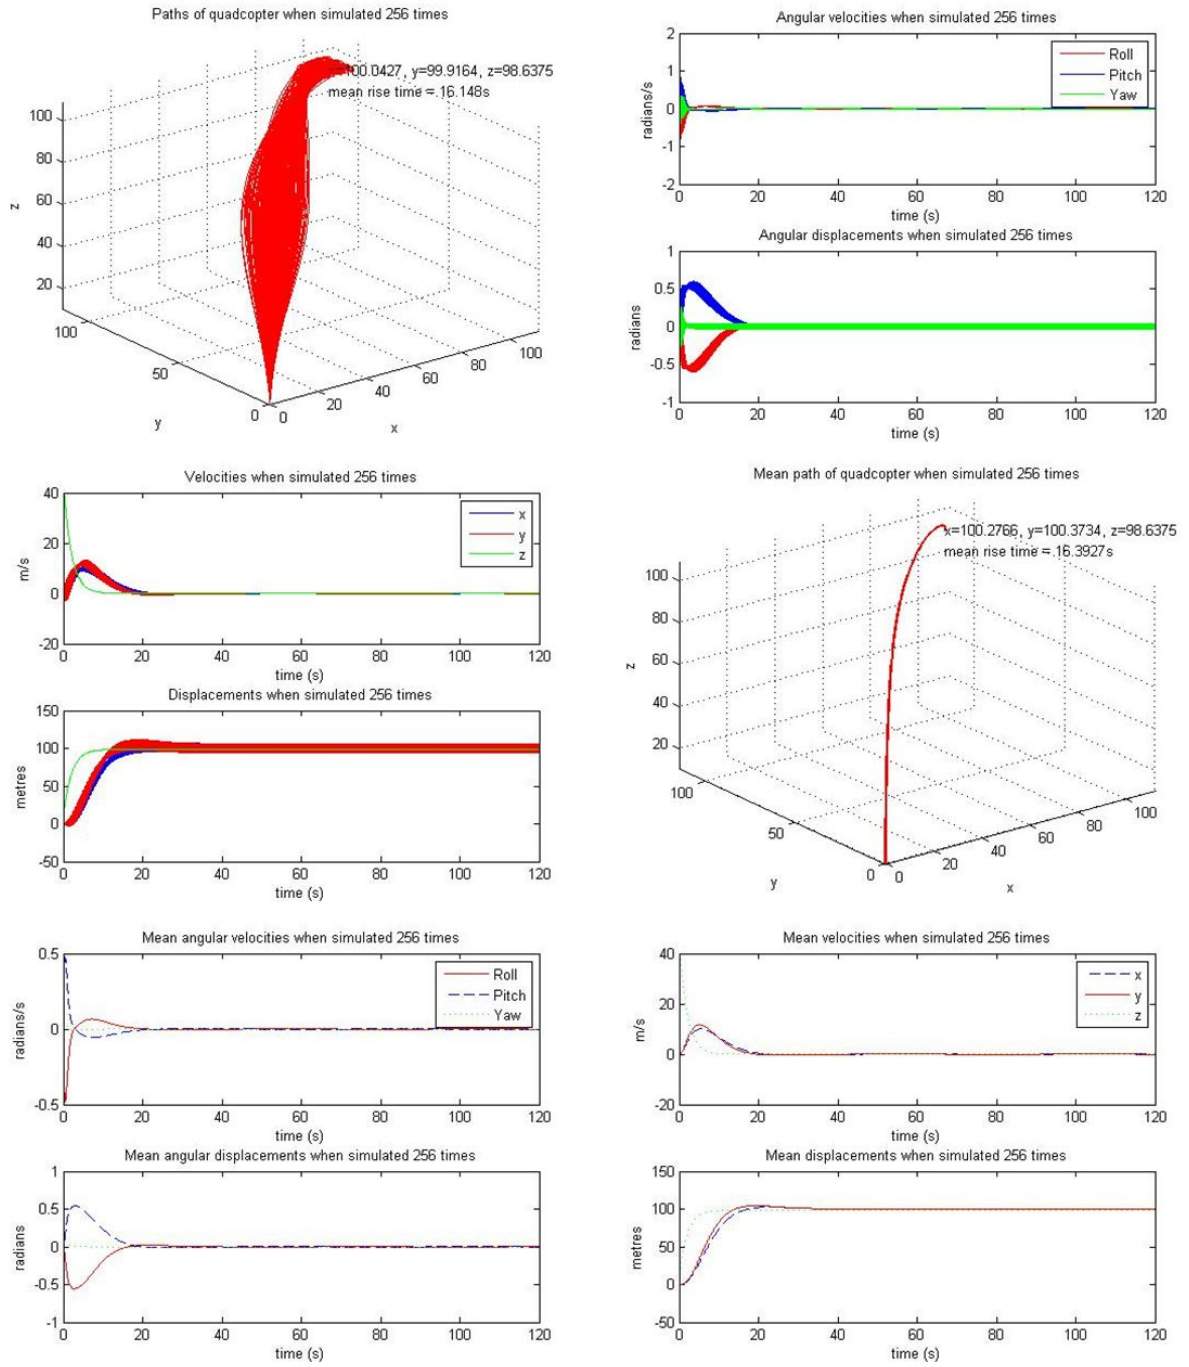 Paths of quadcopter when simulated 256 times
=100.0427, y=99.9164, z=98.6375
mean rise time = 16.148s
100
80
60
40
20
z
100
50
0
y
0
20
40
60
80
100
x
Angular velocities when simulated 256 times
2
1
0
-1
-2
radians/s
Roll
Pitch
Yaw
0 20 40 60 80 100 120
time (s)
Angular displacements when simulated 256 times
1
0.5
0
-0.5
-1
radians
0 20 40 60 80 100 120
time (s)
Velocities when simulated 256 times
40
20
0
-20
m/s
x
y
z
0 20 40 60 80 100 120
time (s)
Displacements when simulated 256 times
150
100
50
0
-50
metres
0 20 40 60 80 100 120
time (s)
Mean path of quadcopter when simulated 256 times
x=100.2766, y=100.3734, z=98.6375
mean rise time = 16.3927s
100
80
60
40
20
z
100
50
0
y
0
20
40
60
80
100
x
Mean angular velocities when simulated 256 times
0.5
0
-0.5
radians/s
Roll
Pitch
Yaw
0 20 40 60 80 100 120
time (s)
Mean angular displacements when simulated 256 times
1
0.5
0
-0.5
-1
radians
0 20 40 60 80 100 120
time (s)
Mean velocities when simulated 256 times
40
20
0
-20
m/s
x
y
z
0 20 40 60 80 100 120
time (s)
Mean displacements when simulated 256 times
150
100
50
0
-50
metres
0 20 40 60 80 100 120
time (s)